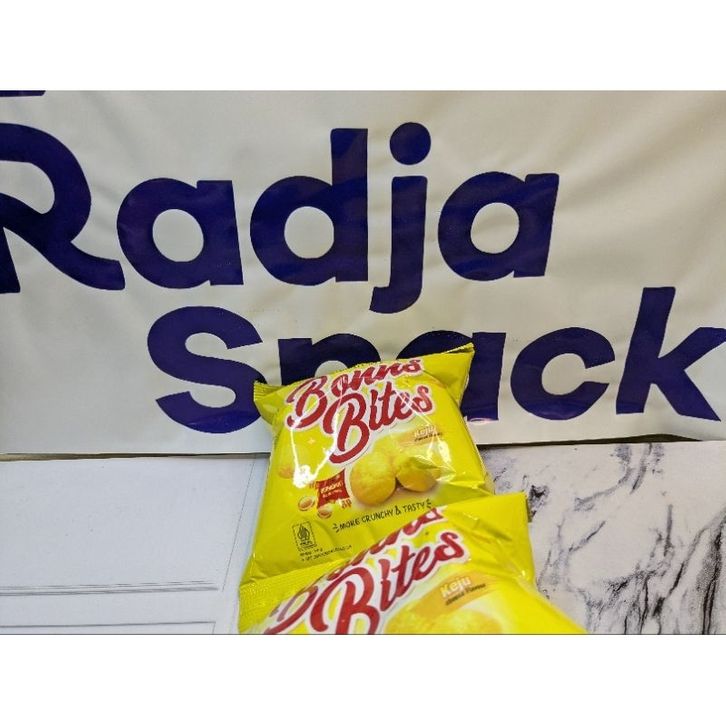 Radja
Snack
Bonns
Bites
Keju
MORE CRUNCHY & TASTY
Bonns
Bites
Keju